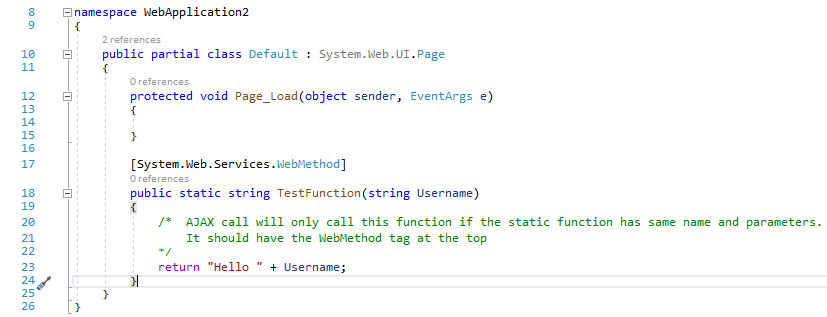 8 namespace WebApplication2
9 {
2 references
10 public partial class Default : System.Web.UI.Page
11 {
0 references
12 protected void Page_Load(object sender, EventArgs e)
13 {
14
15 }
16
17 [System.Web.Services.WebMethod]
0 references
18 public static string TestFunction(string Username)
19 {
20 /*  AJAX call will only call this function if the static function has same name and parameters.
21 It should have the WebMethod tag at the top
22 */
23 return "Hello " + Username;
24 }
25 }
26 }